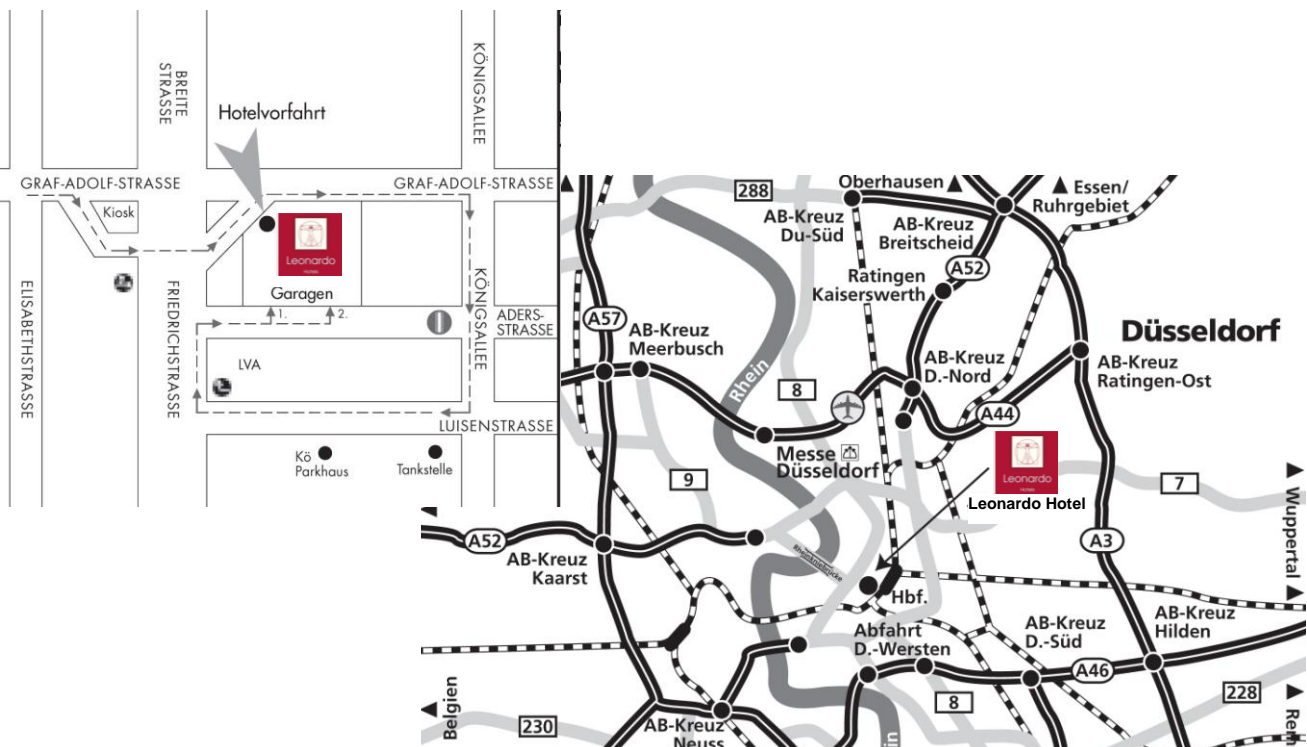 BREITE
STRASSE
KÖNIGSALLEE
Hotelvorfahrt
GRAF-ADOLF-STRASSE
GRAF-ADOLF-STRASSE
Kiosk
Leonardo
HOTELS
Garagen
1.
2.
ELISABETHSTRASSE
FRIEDRICHSTRASSE
KÖNIGSALLEE
ADERS-
STRASSE
LVA
LUISENSTRASSE
Kö
Parkhaus
Tankstelle
288
Oberhausen
Essen/
Ruhrgebiet
AB-Kreuz
Du-Süd
AB-Kreuz
Breitscheid
A52
Ratingen
Kaiserswerth
A57
AB-Kreuz
Meerbusch
Rhein
8
Düsseldorf
AB-Kreuz
D.-Nord
AB-Kreuz
Ratingen-Ost
A44
Messe
Düsseldorf
Leonardo
HOTELS
Leonardo Hotel
9
7
Wuppertal
A52
AB-Kreuz
Kaarst
Rheinkniebrücke
A3
Hbf.
Abfahrt
D.-Wersten
AB-Kreuz
D.-Süd
AB-Kreuz
Hilden
A46
8
228
Belgien
230
AB-Kreuz
Neuss